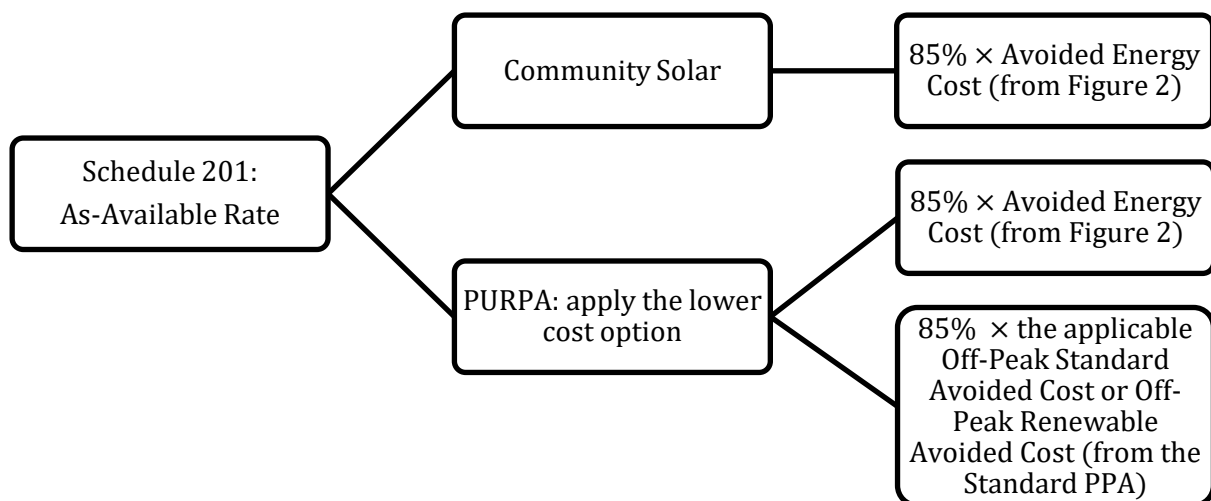 Schedule 201:
As-Available Rate
Community Solar
85% × Avoided Energy
Cost (from Figure 2)
PURPA: apply the lower
cost option
85% × Avoided Energy
Cost (from Figure 2)
85% × the applicable
Off-Peak Standard
Avoided Cost or Off-
Peak Renewable
Avoided Cost (from the
Standard PPA)